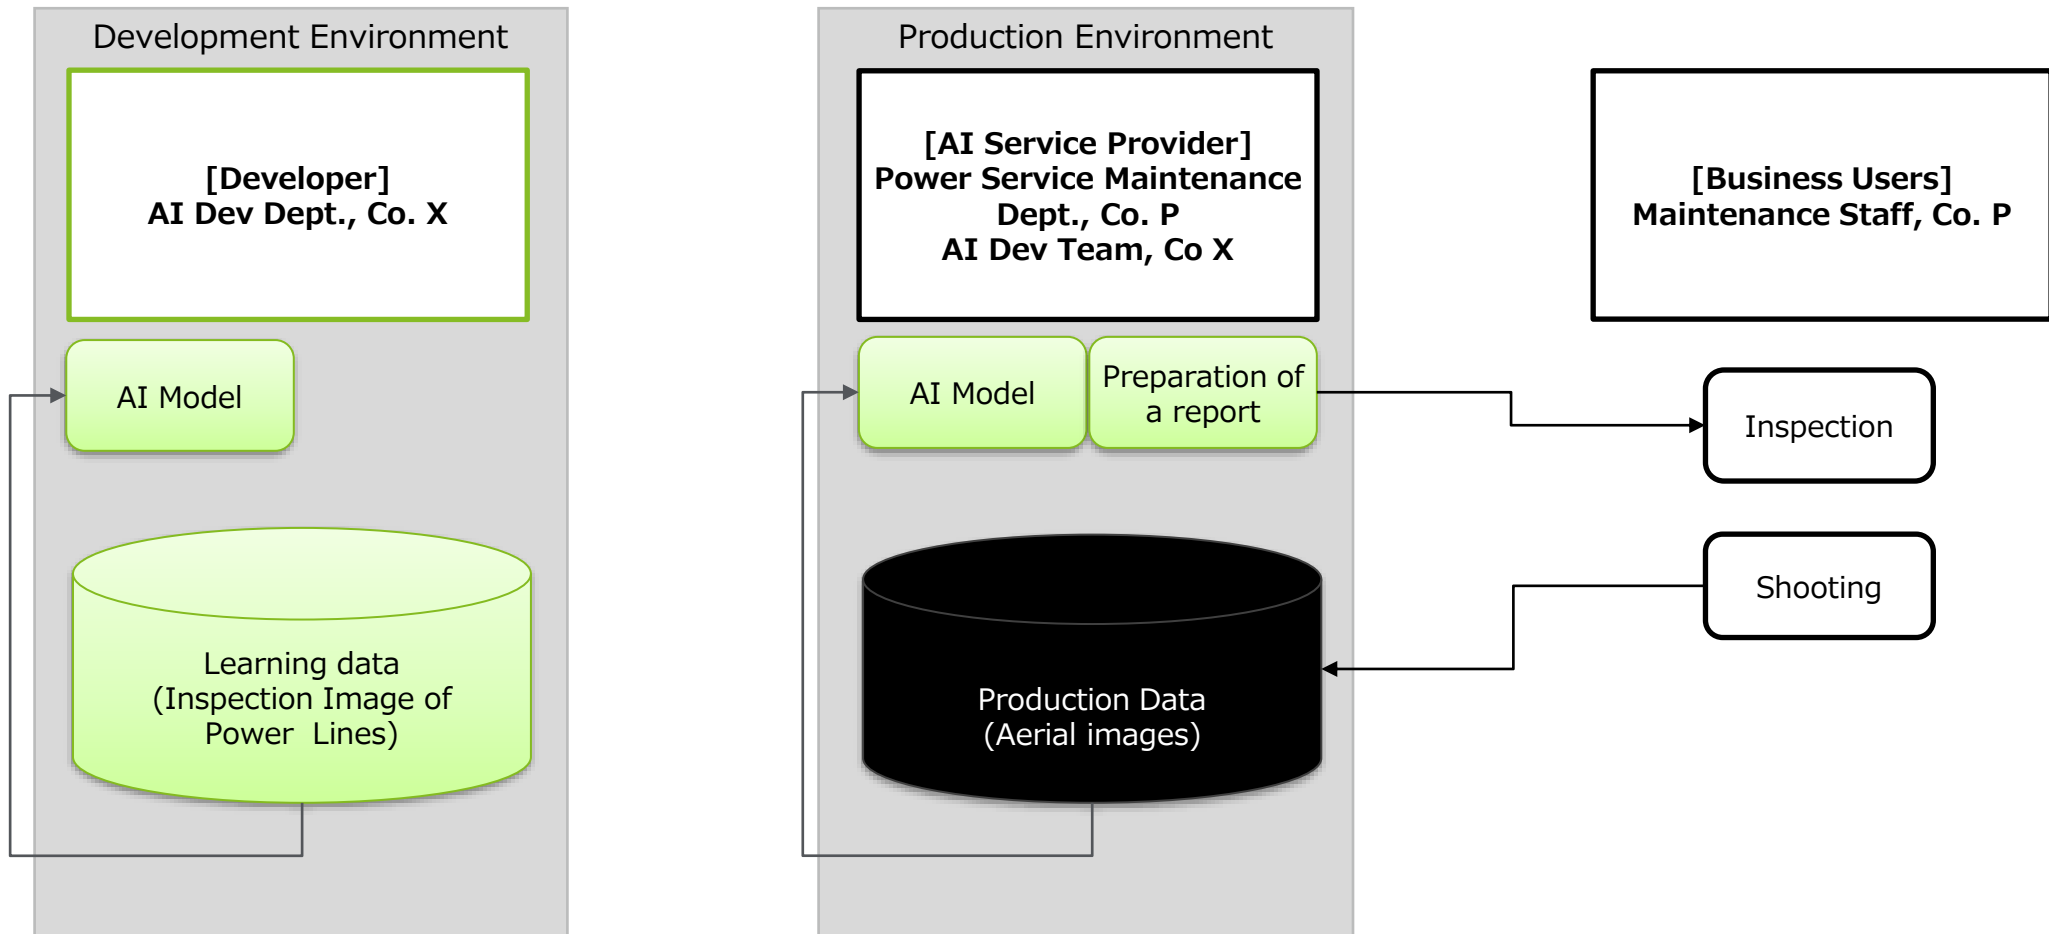 Development Environment
[Developer]
AI Dev Dept., Co. X
AI Model
Learning data
(Inspection Image of
Power  Lines)
Production Environment
[AI Service Provider]
Power Service Maintenance
Dept., Co. P
AI Dev Team, Co X
AI Model
Preparation of
a report
Production Data
(Aerial images)
[Business Users]
Maintenance Staff, Co. P
Inspection
Shooting